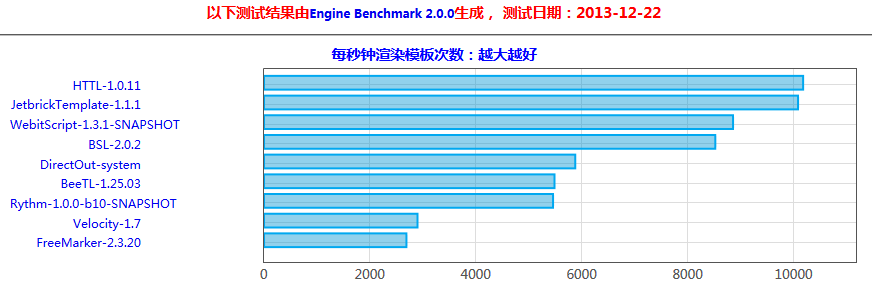 以下测试结果由Engine Benchmark 2.0.0生成， 测试日期：2013-12-22
每秒钟渲染模板次数：越大越好
HTTL-1.0.11
JetbrickTemplate-1.1.1
WebitScript-1.3.1-SNAPSHOT
BSL-2.0.2
DirectOut-system
BeeTL-1.25.03
Rythm-1.0.0-b10-SNAPSHOT
Velocity-1.7
FreeMarker-2.3.20
0 2000 4000 6000 8000 10000